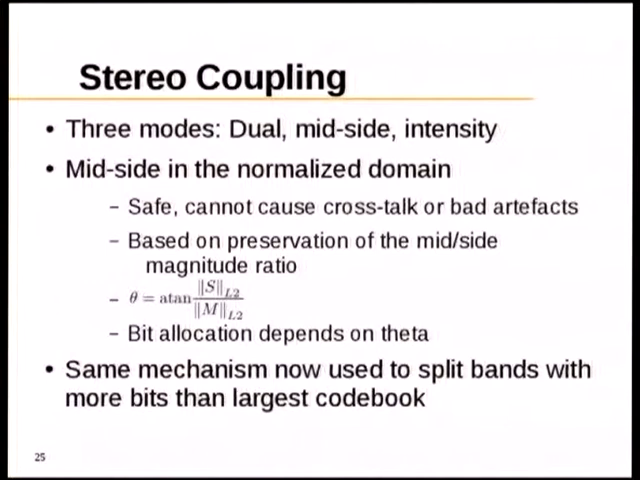 Stereo Coupling
• Three modes: Dual, mid-side, intensity
• Mid-side in the normalized domain
– Safe, cannot cause cross-talk or bad artefacts
– Based on preservation of the mid/side
magnitude ratio
– θ = atan ‖S‖L2 / ‖M‖L2
– Bit allocation depends on theta
• Same mechanism now used to split bands with
more bits than largest codebook
25